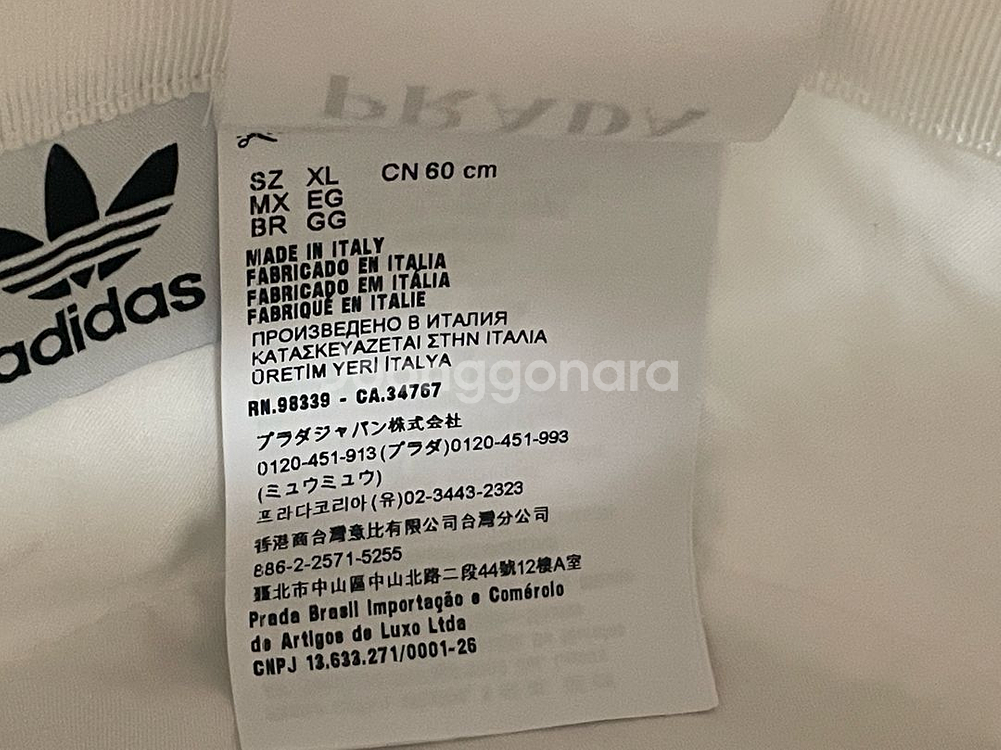 PRADA
adidas
SZ XL CN 60 cm
MX EG
BR GG
MADE IN ITALY
FABRICADO EN ITALIA
FABRICADO EM ITÁLIA
FABRIQUÉ EN ITALIE
ПРОИЗВЕДЕНО В ИТАЛИЯ
ΚΑΤΑΣΚΕΥΑΖΕΤΑΙ ΣΤΗΝ ΙΤΑΛΙΑ
ÜRETİM YERİ İTALYA
RN.98339 - CA.34767
プラダジャパン株式会社
0120-451-913(プラダ)0120-451-993
(ミュウミュウ)
프라다코리아(유)02-3443-2323
香港商台灣意比有限公司台灣分公司
886-2-2571-5255
臺北市中山區中山北路二段44號12樓A室
Prada Brasil Importação e Comérolo
de Artigos de Luxo Ltda
CNPJ 13.633.271/0001-26